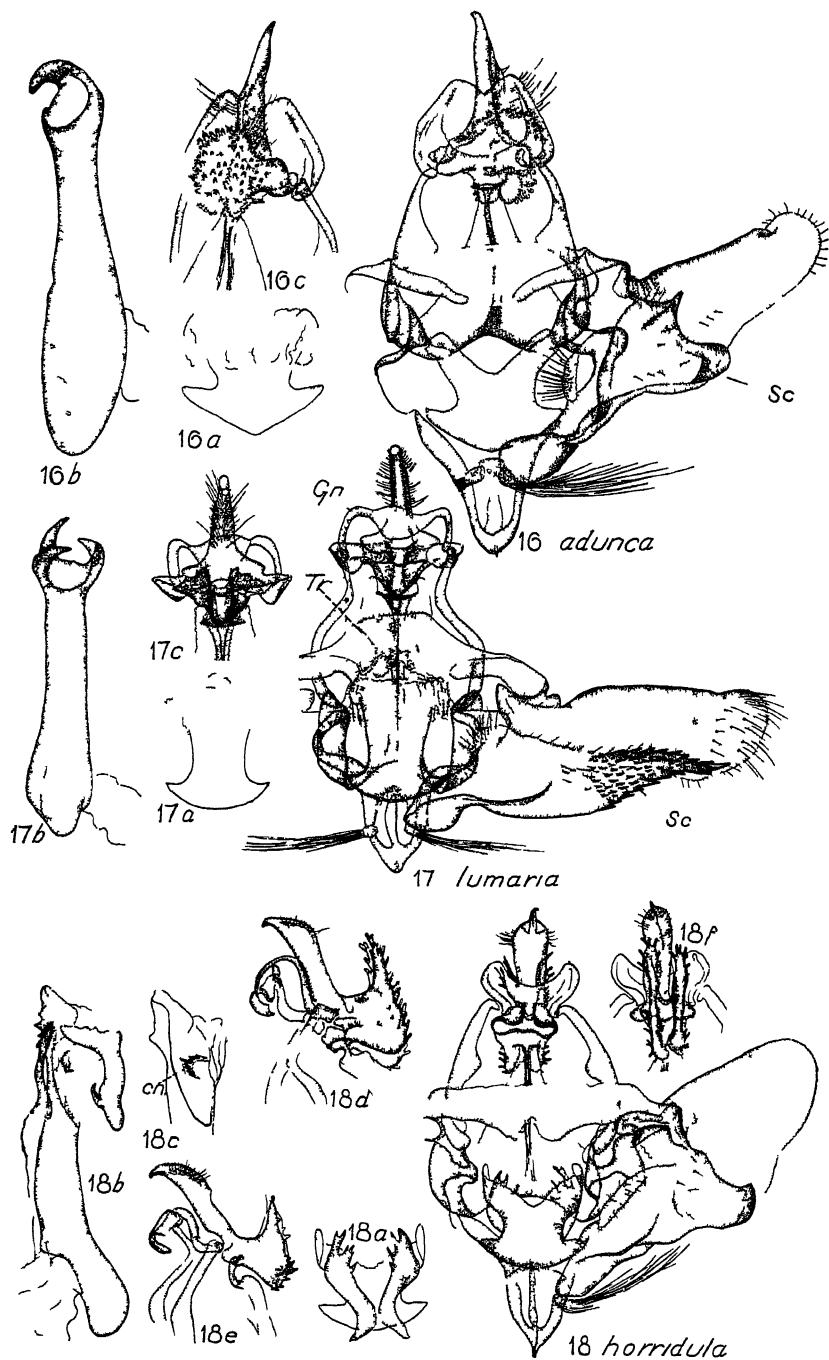 16c
16a
16b
Sc
16 adunca
Gn
17c
Tr
17a
17b
Sc
17 lumaria
18f
18d
cn
18c
18b
18a
18e
18 horridula